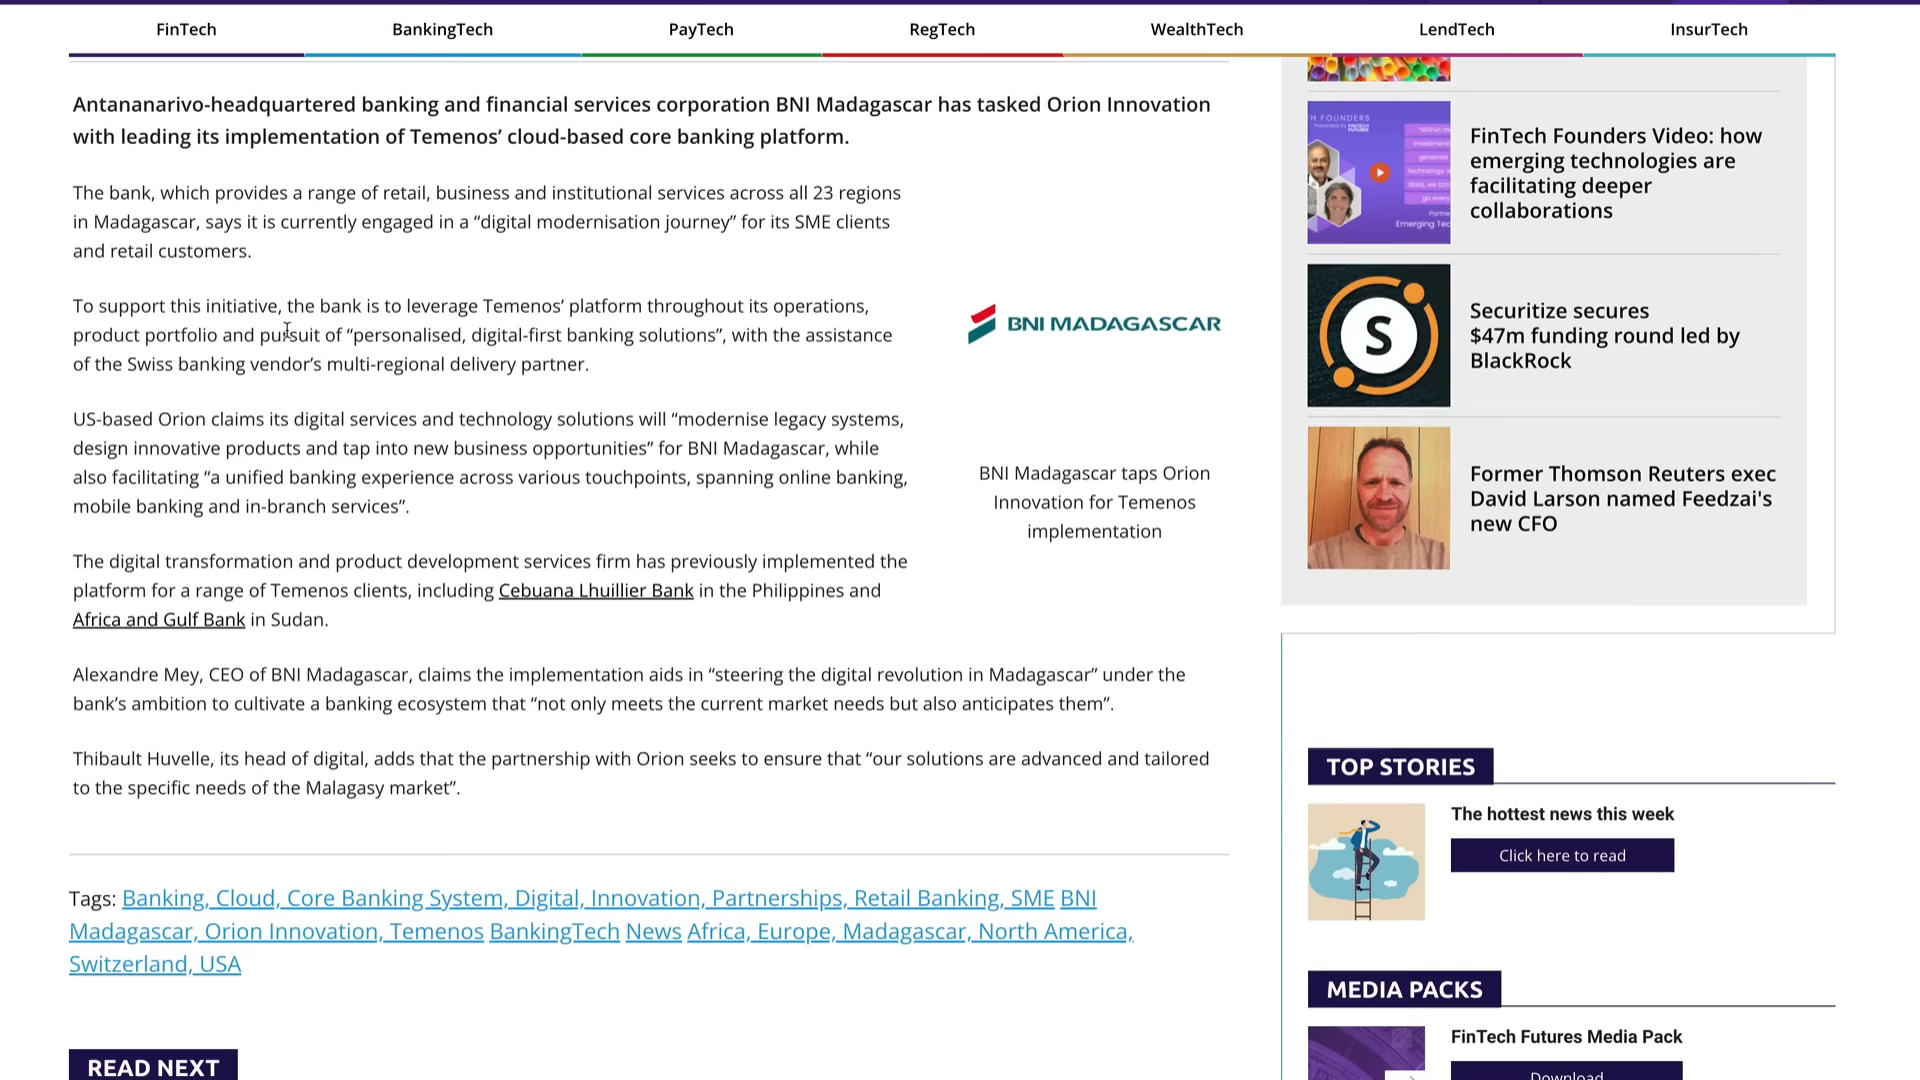 FinTech
BankingTech
PayTech
RegTech
WealthTech
LendTech
InsurTech
Antananarivo-headquartered banking and financial services corporation BNI Madagascar has tasked Orion Innovation
with leading its implementation of Temenos’ cloud-based core banking platform.
The bank, which provides a range of retail, business and institutional services across all 23 regions
in Madagascar, says it is currently engaged in a “digital modernisation journey” for its SME clients
and retail customers.
To support this initiative, the bank is to leverage Temenos’ platform throughout its operations,
product portfolio and pursuit of “personalised, digital-first banking solutions”, with the assistance
of the Swiss banking vendor’s multi-regional delivery partner.
US-based Orion claims its digital services and technology solutions will “modernise legacy systems,
design innovative products and tap into new business opportunities” for BNI Madagascar, while
also facilitating “a unified banking experience across various touchpoints, spanning online banking,
mobile banking and in-branch services”.
The digital transformation and product development services firm has previously implemented the
platform for a range of Temenos clients, including Cebuana Lhuillier Bank in the Philippines and
Africa and Gulf Bank in Sudan.
BNI MADAGASCAR
BNI Madagascar taps Orion
Innovation for Temenos
implementation
Alexandre Mey, CEO of BNI Madagascar, claims the implementation aids in “steering the digital revolution in Madagascar” under the
bank’s ambition to cultivate a banking ecosystem that “not only meets the current market needs but also anticipates them”.
Thibault Huvelle, its head of digital, adds that the partnership with Orion seeks to ensure that “our solutions are advanced and tailored
to the specific needs of the Malagasy market”.
Tags: Banking, Cloud, Core Banking System, Digital, Innovation, Partnerships, Retail Banking, SME BNI
Madagascar, Orion Innovation, Temenos BankingTech News Africa, Europe, Madagascar, North America,
Switzerland, USA
READ NEXT
H FOUNDERS
FINTECH
FUTURES
Emerging Tec
FinTech Founders Video: how
emerging technologies are
facilitating deeper
collaborations
S
Securitize secures
$47m funding round led by
BlackRock
Former Thomson Reuters exec
David Larson named Feedzai's
new CFO
TOP STORIES
The hottest news this week
Click here to read
MEDIA PACKS
FinTech Futures Media Pack
Download